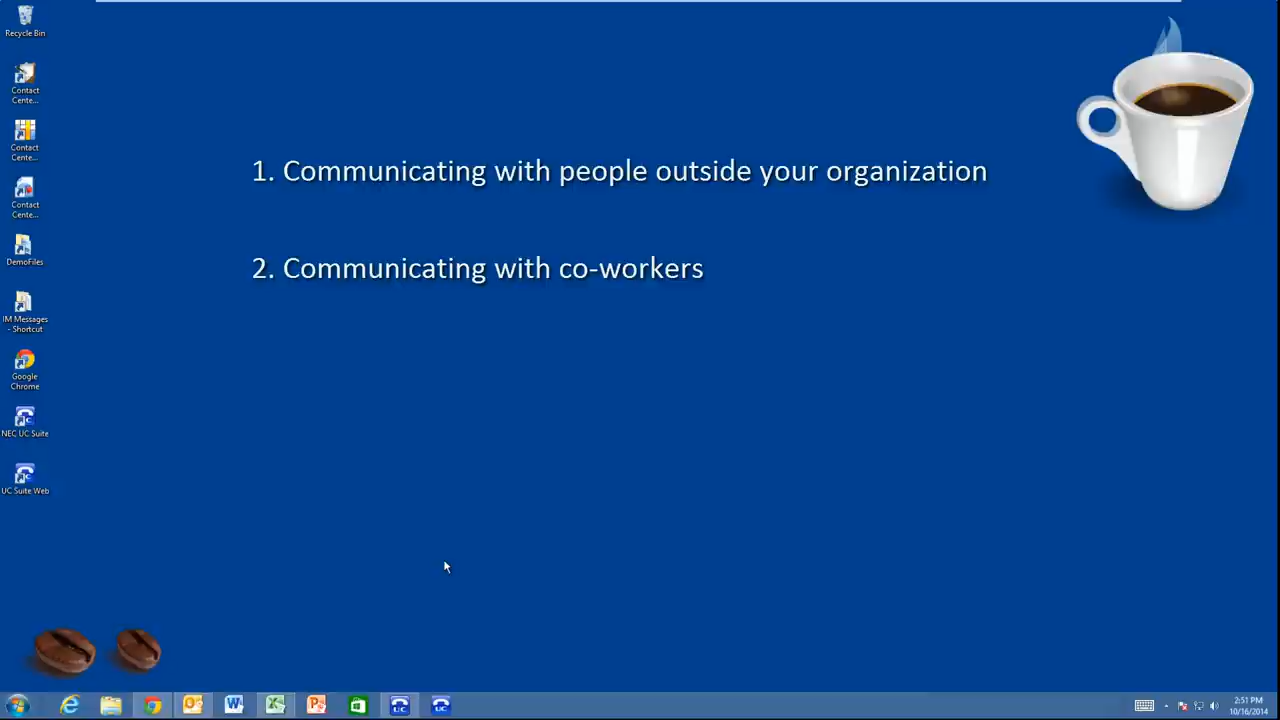 Recycle Bin
Contact
Cente...
Contact
Cente...
Contact
Cente...
DemoFiles
IM Messages
- Shortcut
Google
Chrome
NEC UC Suite
UC Suite Web
1. Communicating with people outside your organization
2. Communicating with co-workers
UC
UC
2:51 PM
10/16/2014